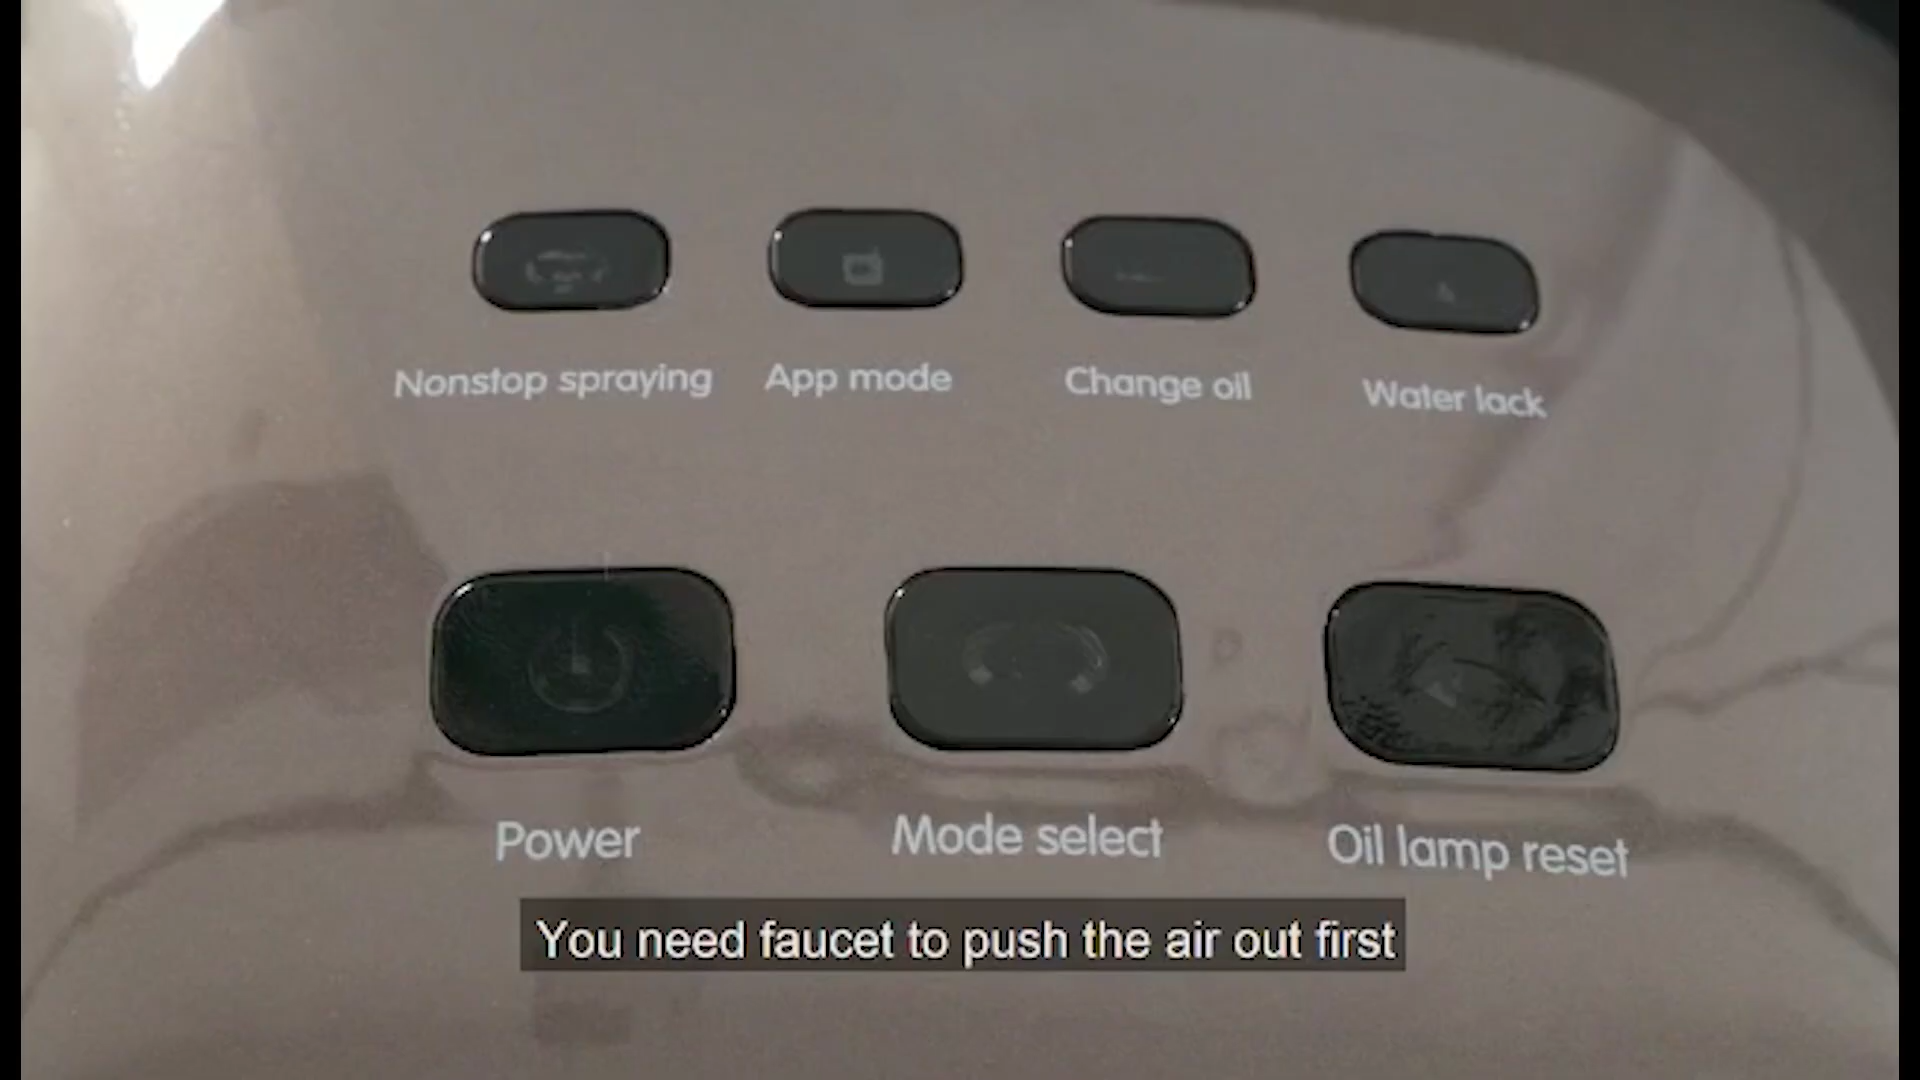 Nonstop spraying
App mode
Change oil
Water lack
Power
Mode select
Oil lamp reset
You need faucet to push the air out first